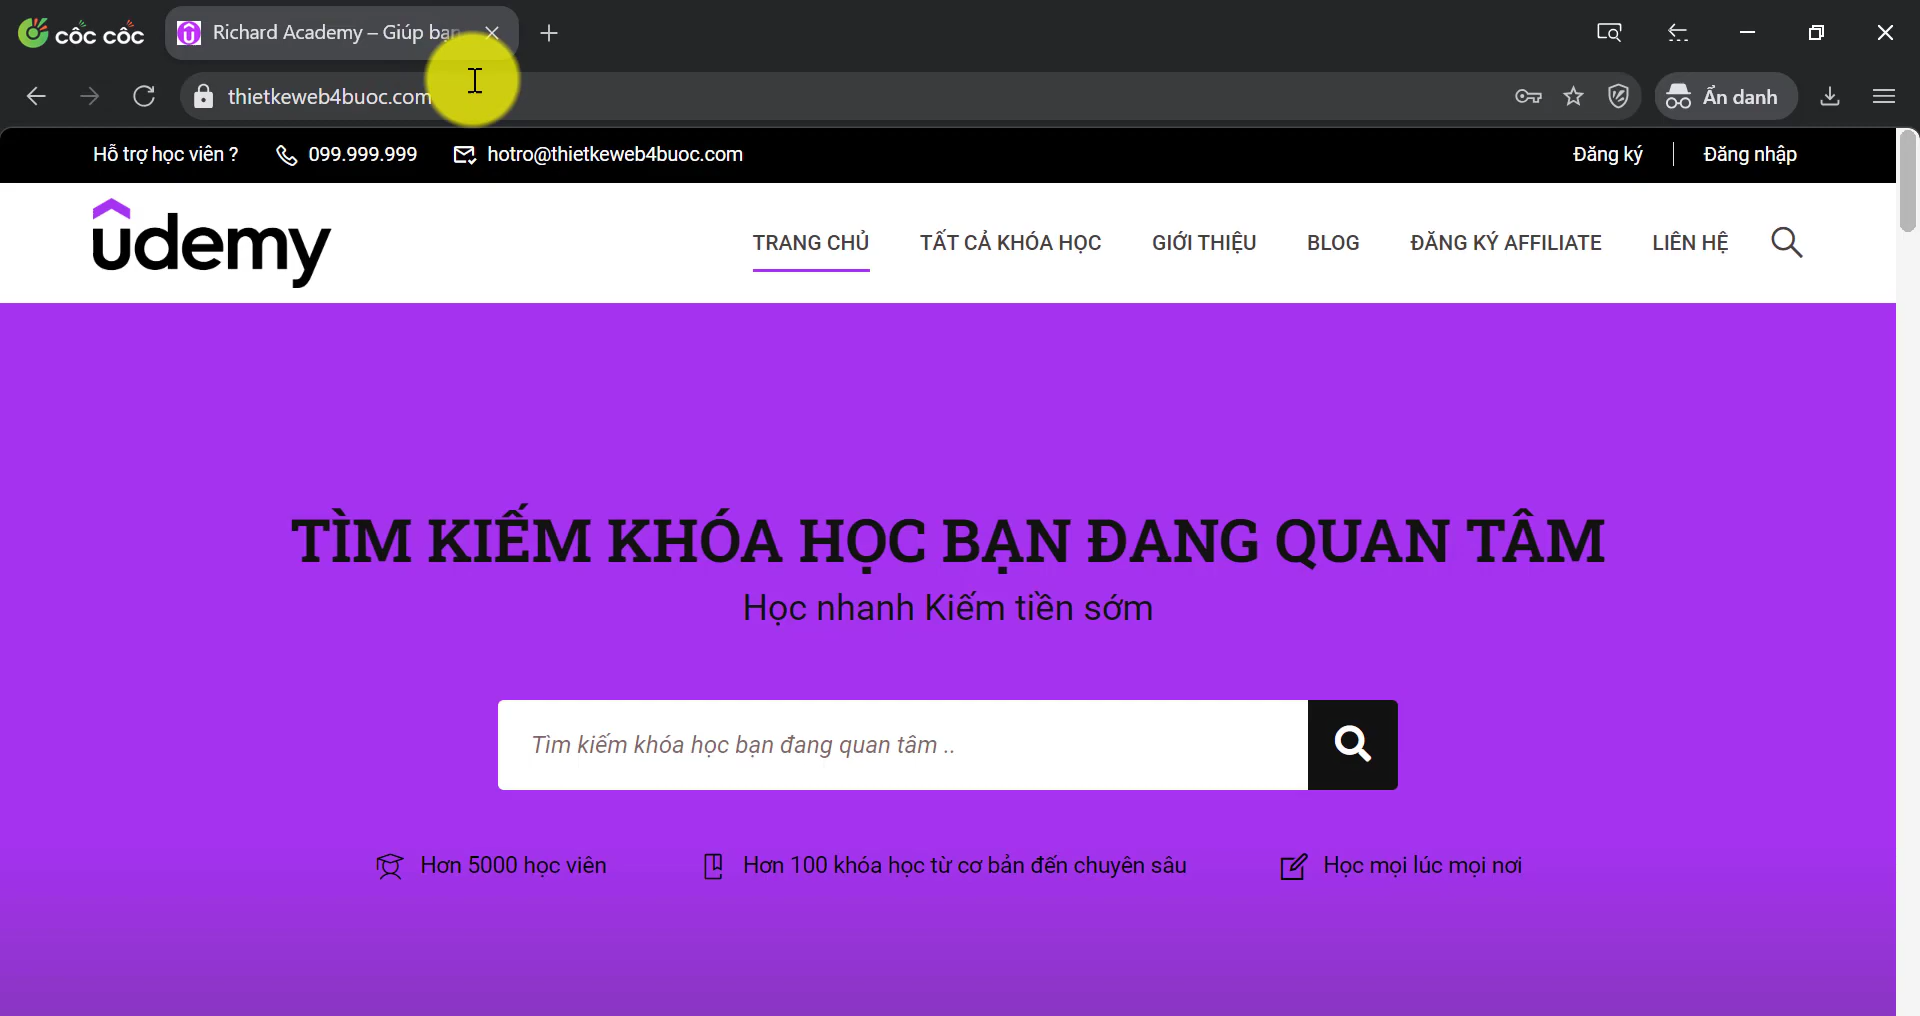 cốc cốc
Richard Academy – Giúp bạn
thietkeweb4buoc.com
Ẩn danh
Hỗ trợ học viên ? 099.999.999 hotro@thietkeweb4buoc.com Đăng ký Đăng nhập
udemy
TRANG CHỦ TẤT CẢ KHÓA HỌC GIỚI THIỆU BLOG ĐĂNG KÝ AFFILIATE LIÊN HỆ
TÌM KIẾM KHÓA HỌC BẠN ĐANG QUAN TÂM
Học nhanh Kiếm tiền sớm
Tìm kiếm khóa học bạn đang quan tâm ..
Hơn 5000 học viên Hơn 100 khóa học từ cơ bản đến chuyên sâu Học mọi lúc mọi nơi